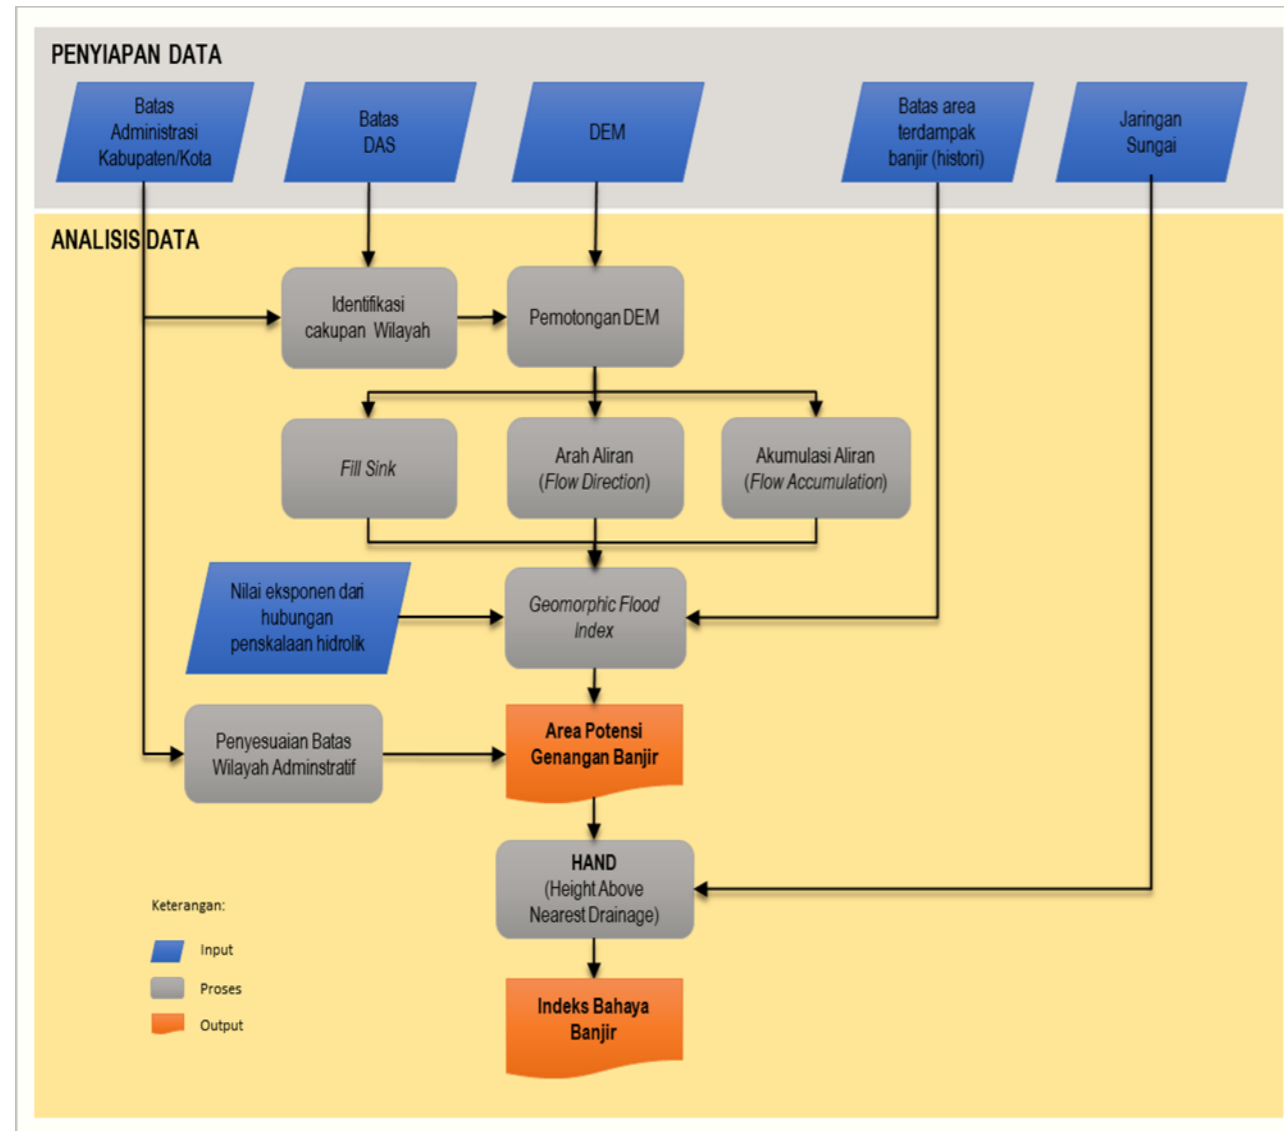 PENYIAPAN DATA
Batas
Administrasi
Kabupaten/Kota
Batas
DAS
DEM
Batas area
terdampak
banjir (histori)
Jaringan
Sungai
ANALISIS DATA
Identifikasi
cakupan Wilayah
Pemotongan DEM
Fill Sink
Arah Aliran
(Flow Direction)
Akumulasi Aliran
(Flow Accumulation)
Nilai eksponen dari
hubungan
penskalaan hidrolik
Geomorphic Flood
Index
Penyesuaian Batas
Wilayah Adminstratif
Area Potensi
Genangan Banjir
HAND
(Height Above
Nearest Drainage)
Indeks Bahaya
Banjir
Keterangan:
Input
Proses
Output